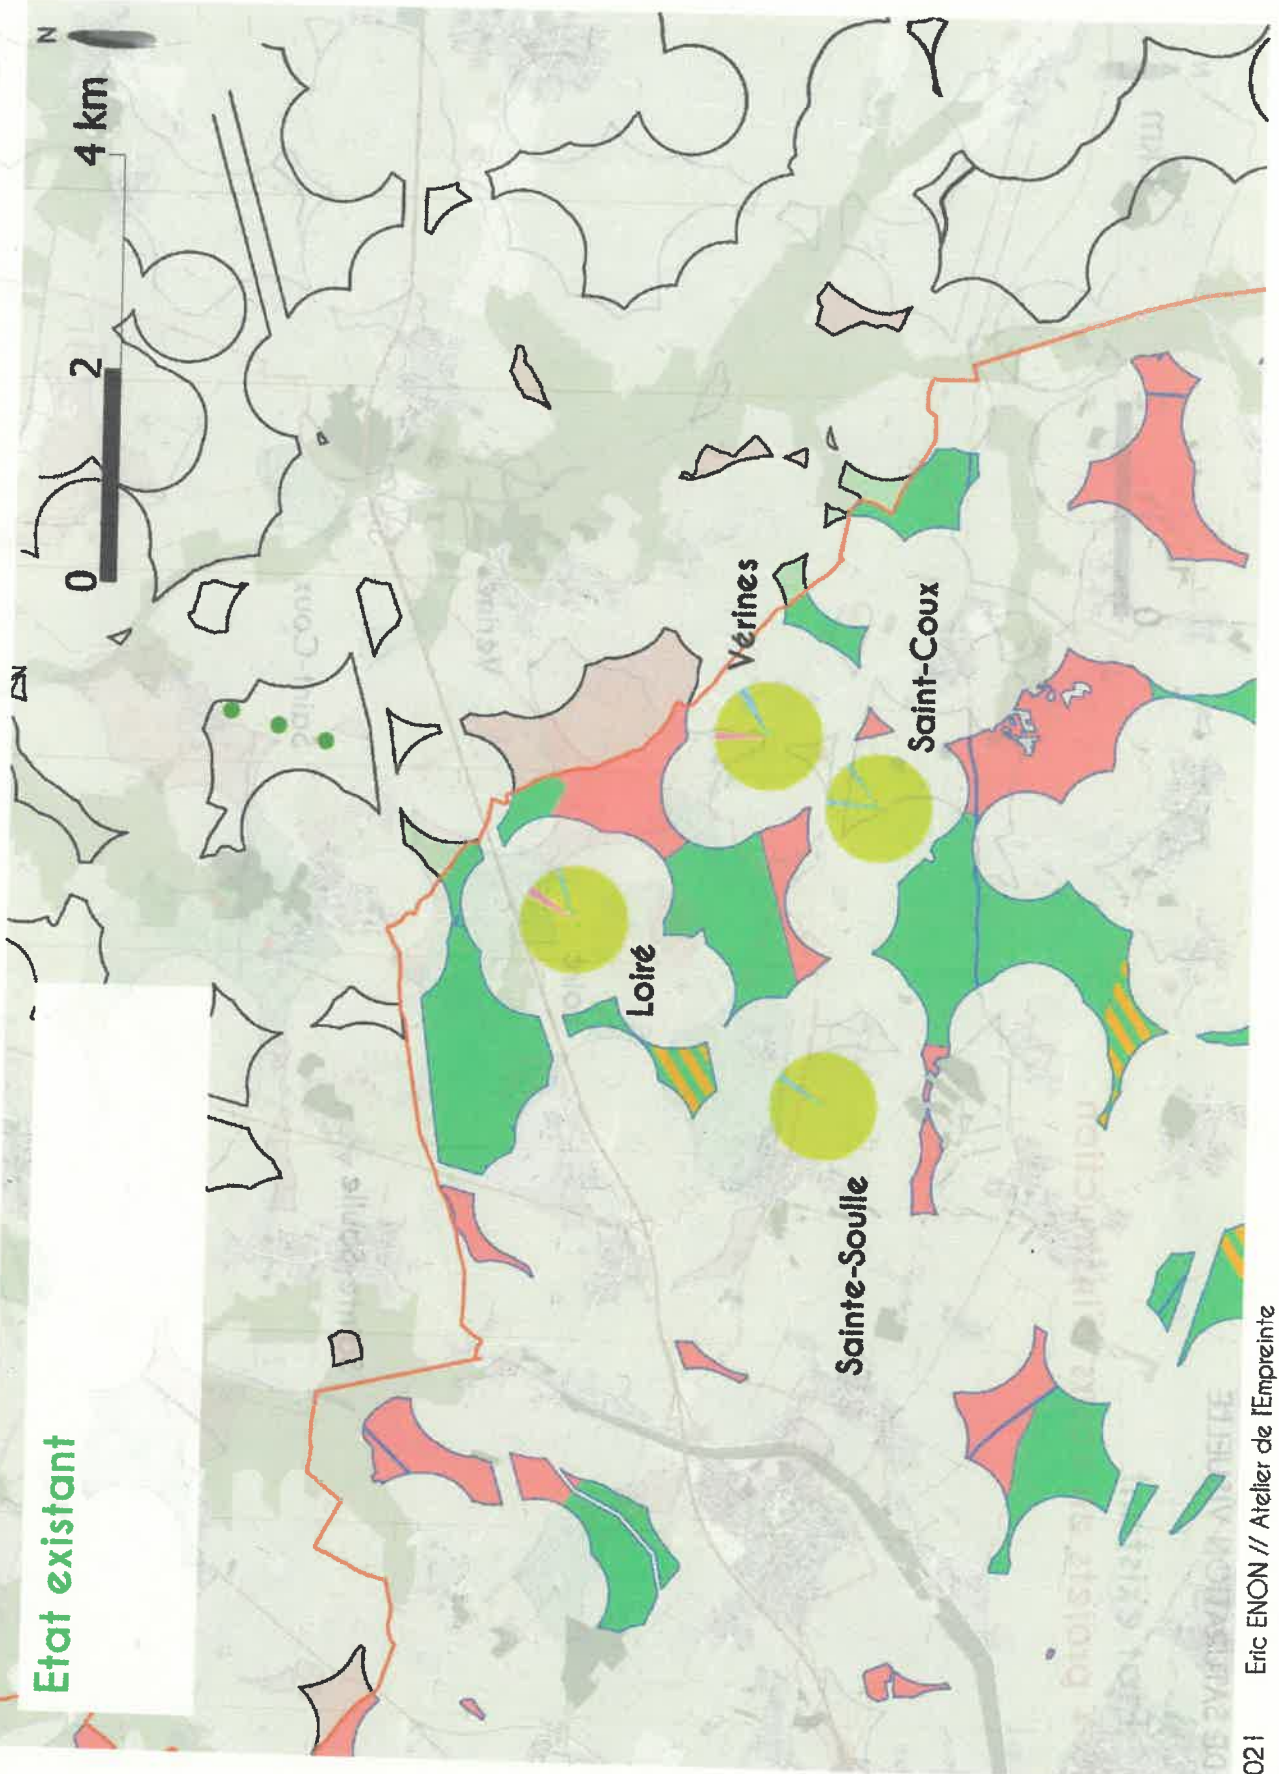 Etat existant
0 2 4 km
N
Vérines
Saint-Coux
Loiré
Sainte-Soulle
021 Eric ENON // Atelier de l'Empreinte